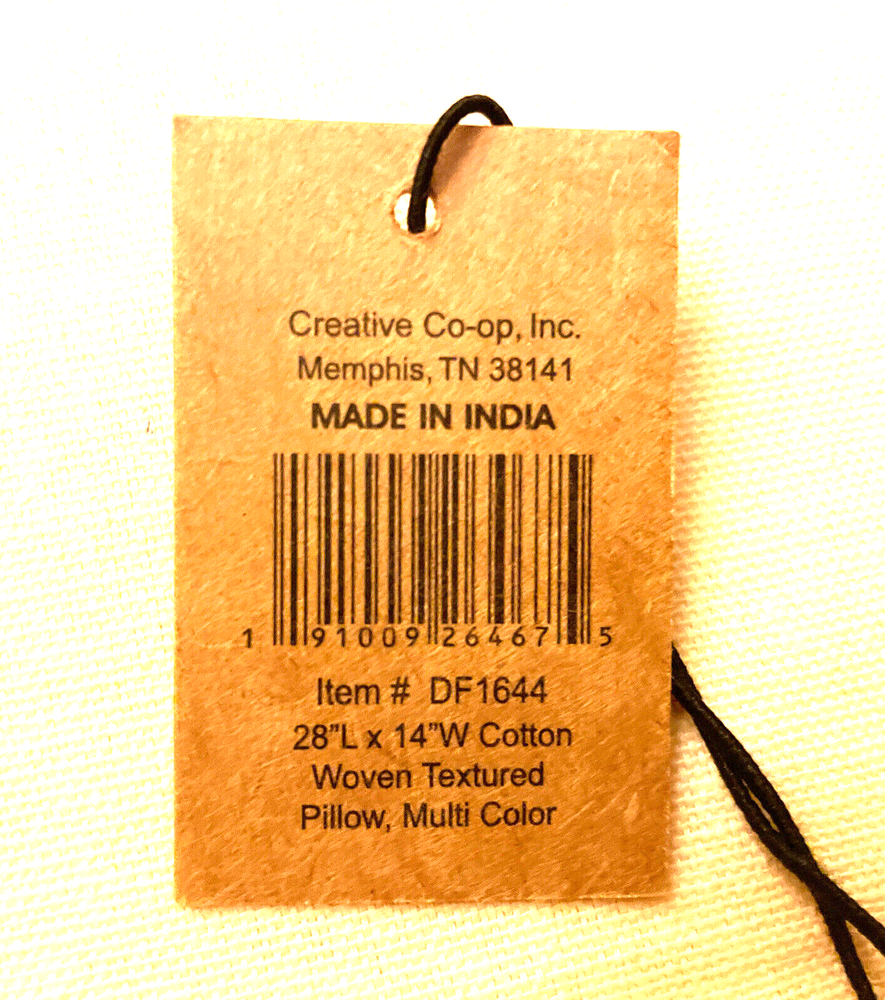 Creative Co-op, Inc.
Memphis, TN 38141
MADE IN INDIA
1 91009 26467 5
Item # DF1644
28”L x 14”W Cotton
Woven Textured
Pillow, Multi Color